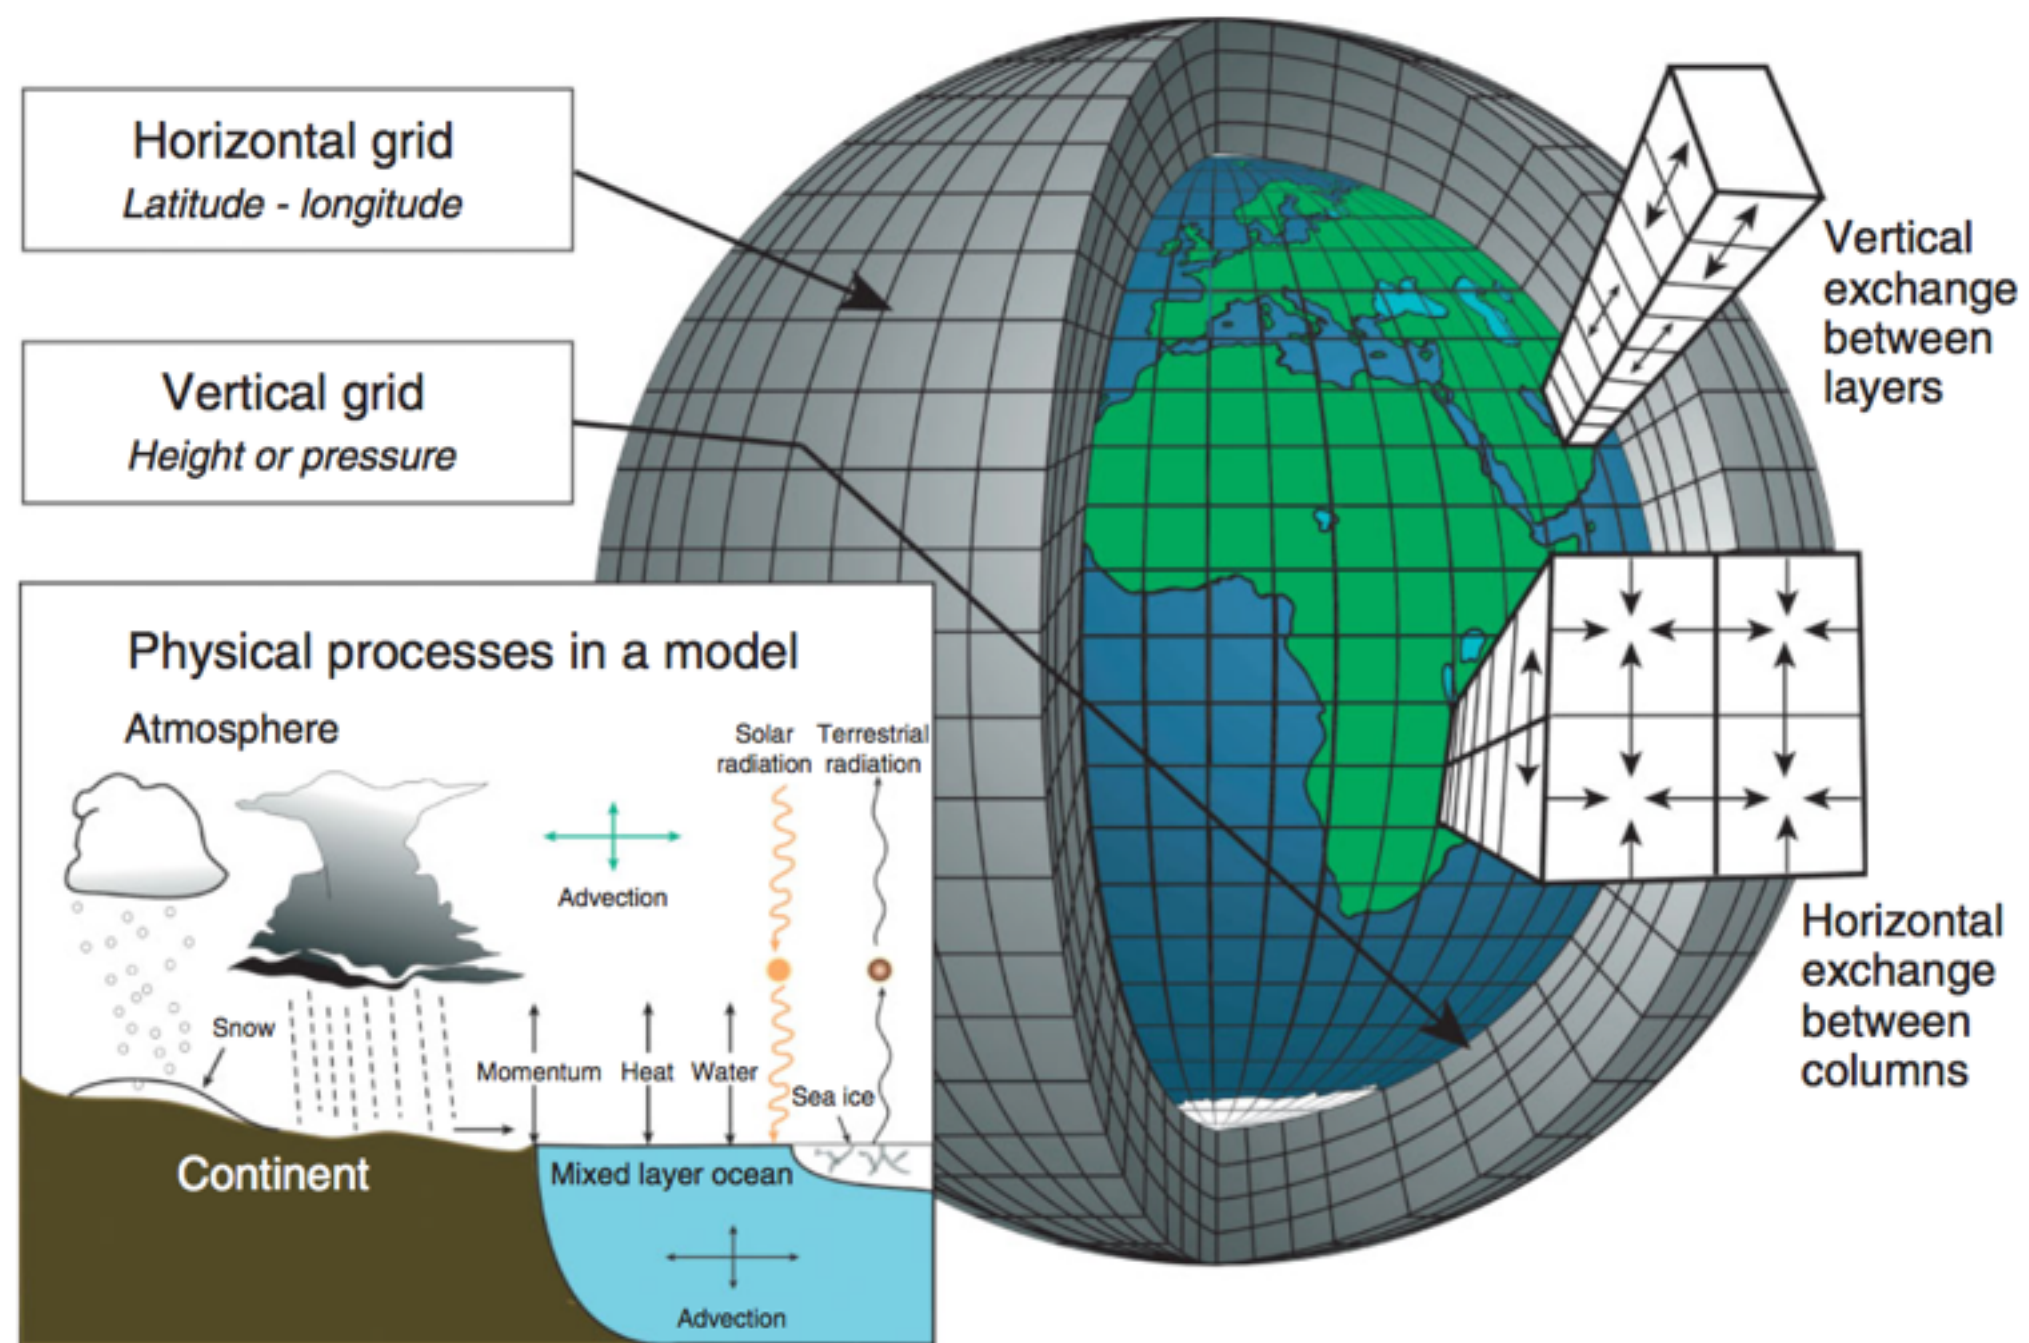 Horizontal grid
Latitude - longitude
Vertical grid
Height or pressure
Vertical
exchange
between
layers
Horizontal
exchange
between
columns
Physical processes in a model
Atmosphere
Solar
radiation
Terrestrial
radiation
Advection
Snow
Momentum
Heat
Water
Sea ice
Continent
Mixed layer ocean
Advection